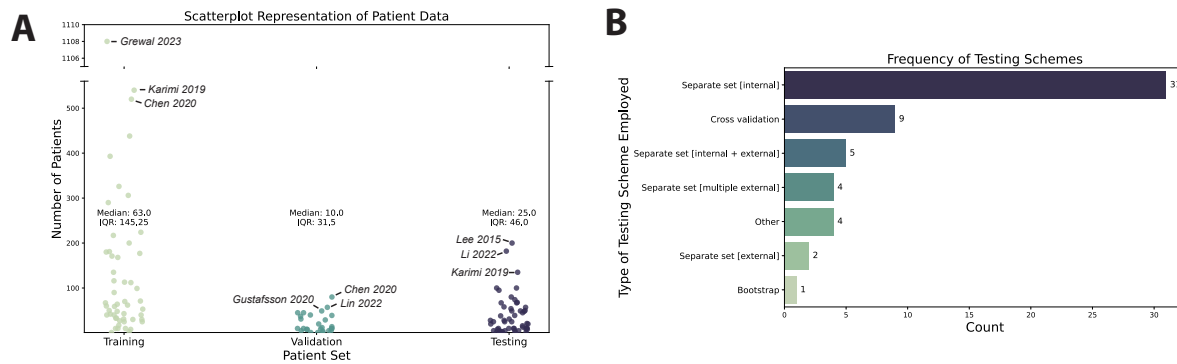 A
Scatterplot Representation of Patient Data
1110
1108
1106
Grewal 2023
Karimi 2019
Chen 2020
500
400
300
200
100
Number of Patients
Median: 63.0
IQR: 145,25
Median: 10.0
IQR: 31,5
Median: 25.0
IQR: 46,0
Lee 2015
Li 2022
Karimi 2019
Chen 2020
Gustafsson 2020
Lin 2022
Training
Validation
Testing
Patient Set
B
Frequency of Testing Schemes
Type of Testing Scheme Employed
Separate set [internal]
Cross validation
9
Separate set [internal + external]
5
Separate set [multiple external]
4
Other
4
Separate set [external]
2
Bootstrap
1
0 5 10 15 20 25 30
Count